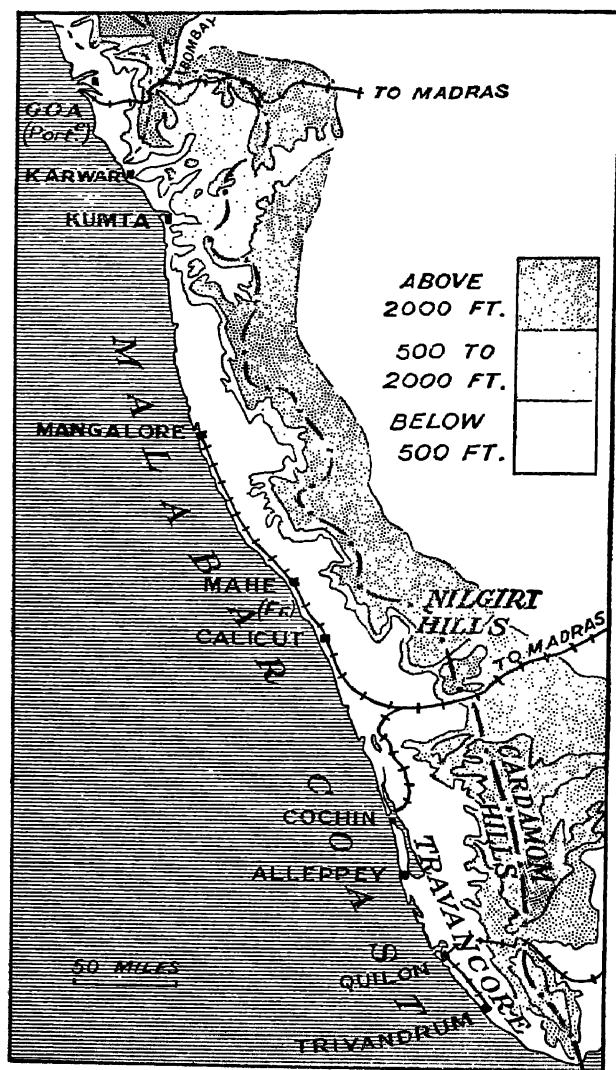 BOMBAY
TO MADRAS
GOA
(Port.e)
KARWAR
KUMTA
ABOVE
2000 FT.
500 TO
2000 FT.
BELOW
500 FT.
MALABAR COAST
MANGALORE
MAHE
(Fr.)
CALICUT
NILGIRI
HILLS
TO MADRAS
CARDAMOM
HILLS
COCHIN
ALLEPPEY
TRAVANCORE
50 MILES
QUILON
TRIVANDRUM